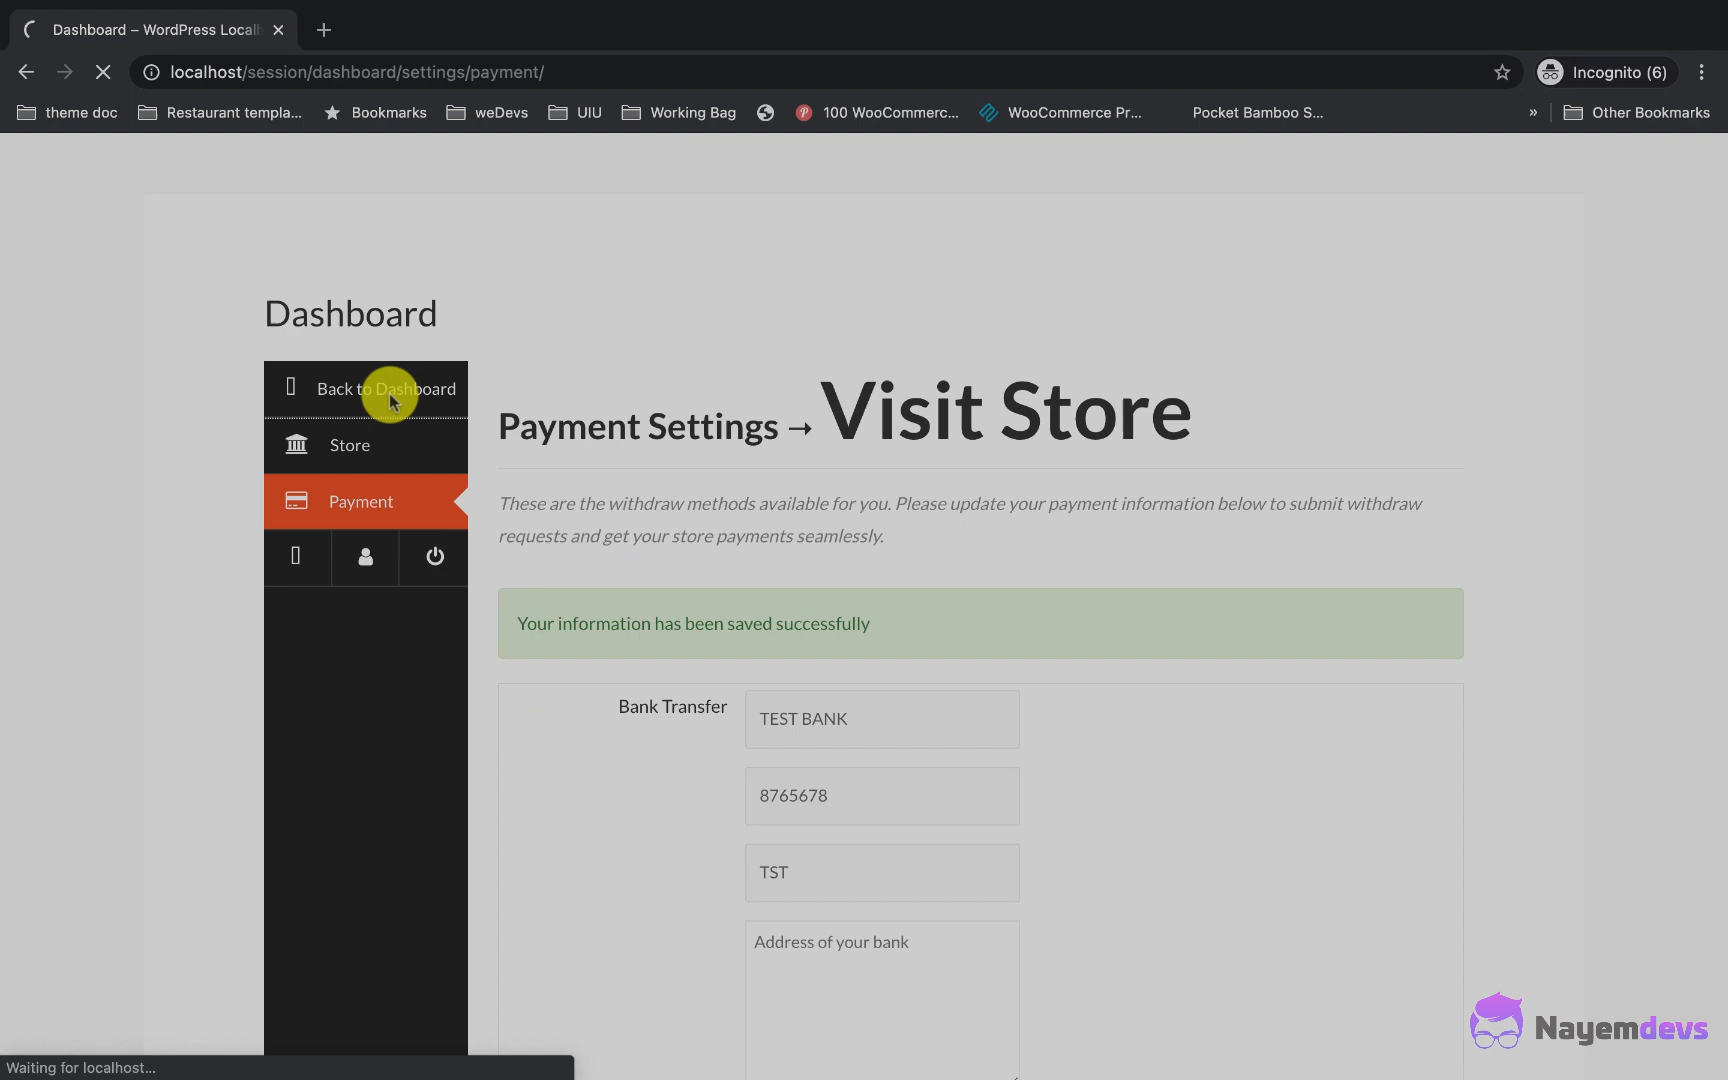 Dashboard – WordPress Localh
localhost/session/dashboard/settings/payment/
Incognito (6)
theme doc
Restaurant templa...
Bookmarks
weDevs
UIU
Working Bag
100 WooCommerc...
WooCommerce Pr...
Pocket Bamboo S...
»
Other Bookmarks
Dashboard
Back to Dashboard
Store
Payment
Payment Settings → Visit Store
These are the withdraw methods available for you. Please update your payment information below to submit withdraw
requests and get your store payments seamlessly.
Your information has been saved successfully
Bank Transfer
TEST BANK
8765678
TST
Address of your bank
Nayemdevs
Waiting for localhost...